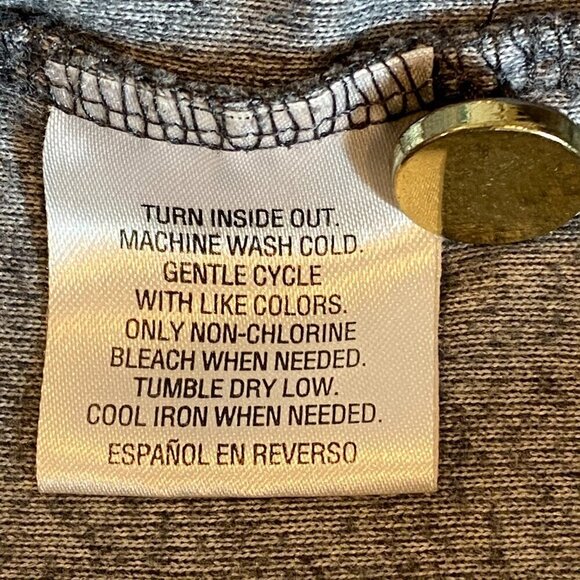 TURN INSIDE OUT.
MACHINE WASH COLD.
GENTLE CYCLE
WITH LIKE COLORS.
ONLY NON-CHLORINE
BLEACH WHEN NEEDED.
TUMBLE DRY LOW.
COOL IRON WHEN NEEDED.
ESPAÑOL EN REVERSO